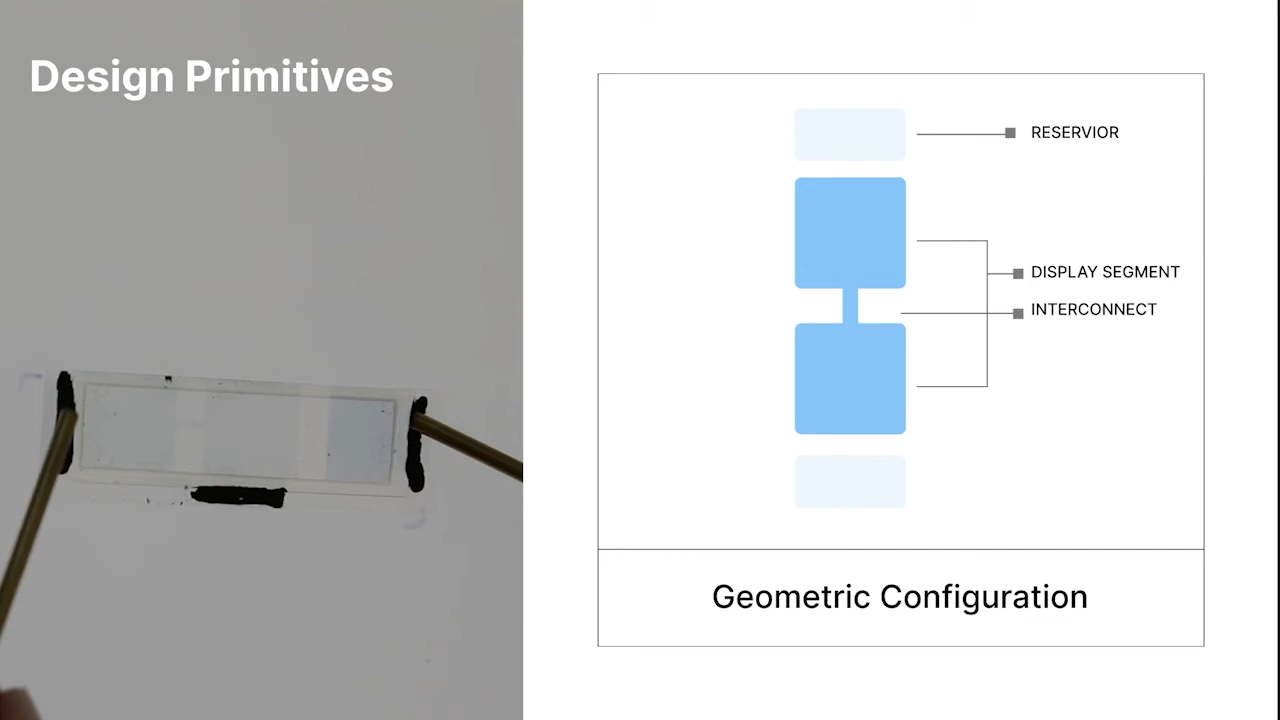 Design Primitives
RESERVIOR
DISPLAY SEGMENT
INTERCONNECT
Geometric Configuration